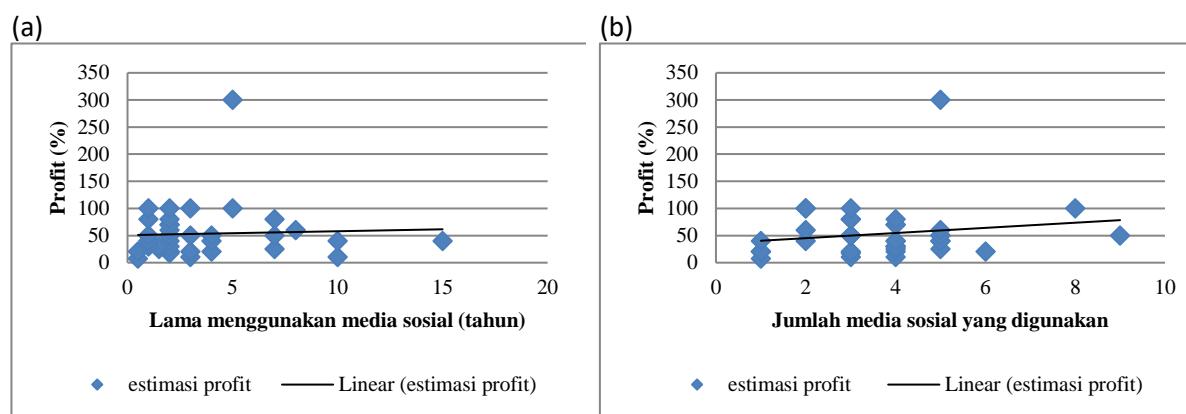 (a)
350
300
250
200
150
100
50
0
Profit (%)
0 5 10 15 20
Lama menggunakan media sosial (tahun)
estimasi profit Linear (estimasi profit)
(b)
350
300
250
200
150
100
50
0
Profit (%)
0 2 4 6 8 10
Jumlah media sosial yang digunakan
estimasi profit Linear (estimasi profit)